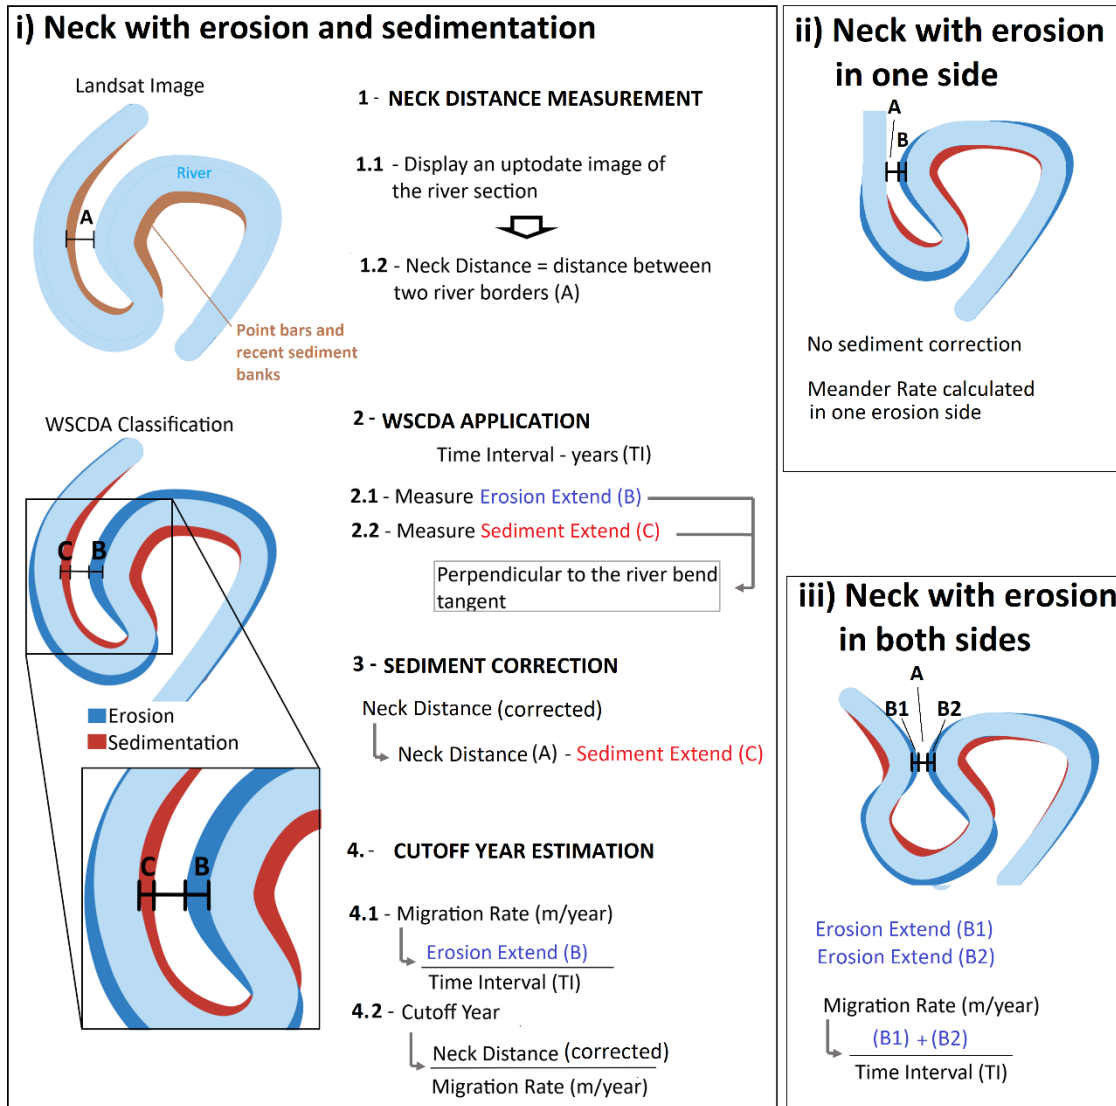 i) Neck with erosion and sedimentation
Landsat Image
River
A
Point bars and
recent sediment
banks
1 - NECK DISTANCE MEASUREMENT
1.1 - Display an uptodate image of
the river section
1.2 - Neck Distance = distance between
two river borders (A)
WSCDA Classification
C
B
Erosion
Sedimentation
C
B
2 - WSCDA APPLICATION
Time Interval - years (TI)
2.1 - Measure Erosion Extend (B)
2.2 - Measure Sediment Extend (C)
Perpendicular to the river bend
tangent
3 - SEDIMENT CORRECTION
Neck Distance (corrected)
Neck Distance (A) - Sediment Extend (C)
4. - CUTOFF YEAR ESTIMATION
4.1 - Migration Rate (m/year)
Erosion Extend (B)
Time Interval (TI)
4.2 - Cutoff Year
Neck Distance (corrected)
Migration Rate (m/year)
ii) Neck with erosion
in one side
A
B
No sediment correction
Meander Rate calculated
in one erosion side
iii) Neck with erosion
in both sides
A
B1
B2
Erosion Extend (B1)
Erosion Extend (B2)
Migration Rate (m/year)
(B1) + (B2)
Time Interval (TI)